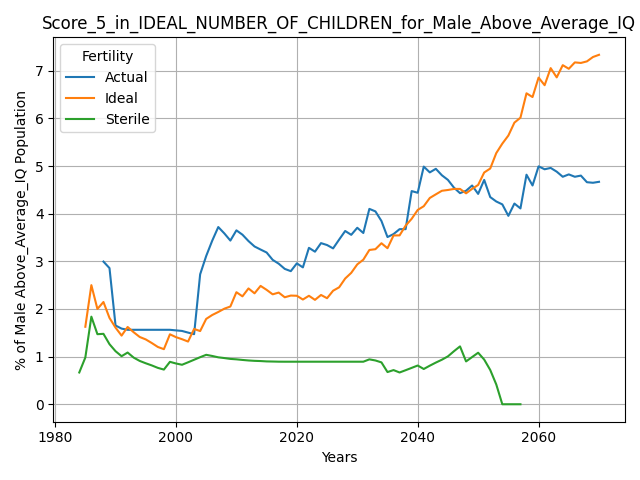 Score_5_in_IDEAL_NUMBER_OF_CHILDREN_for_Male_Above_Average_IQ
Fertility
Actual
Ideal
Sterile
% of Male Above_Average_IQ Population
7
6
5
4
3
2
1
0
1980 2000 2020 2040 2060
Years